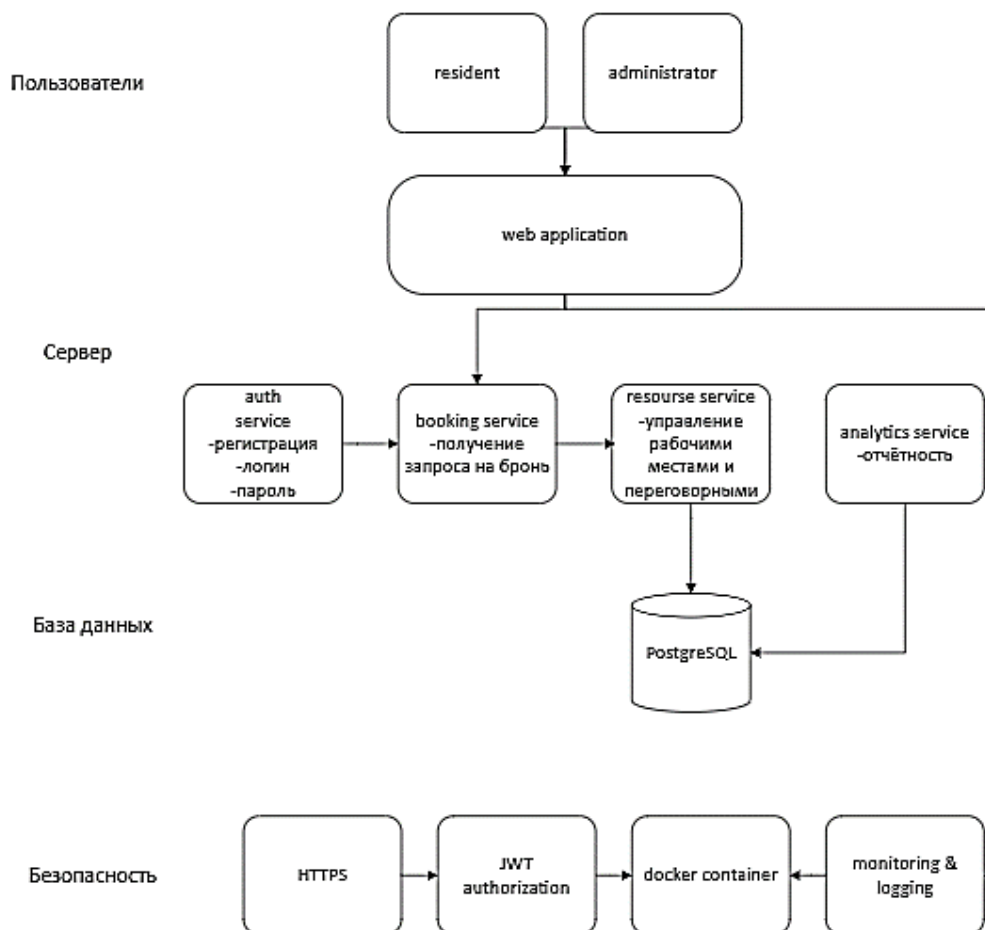 Пользователи
resident
administrator
web application
Сервер
auth
service
-регистрация
-логин
-пароль
booking service
-получение
запроса на бронь
resourse service
-управление
рабочими
местами и
переговорными
analytics service
-отчётность
База данных
PostgreSQL
Безопасность
HTTPS
JWT
authorization
docker container
monitoring &
logging